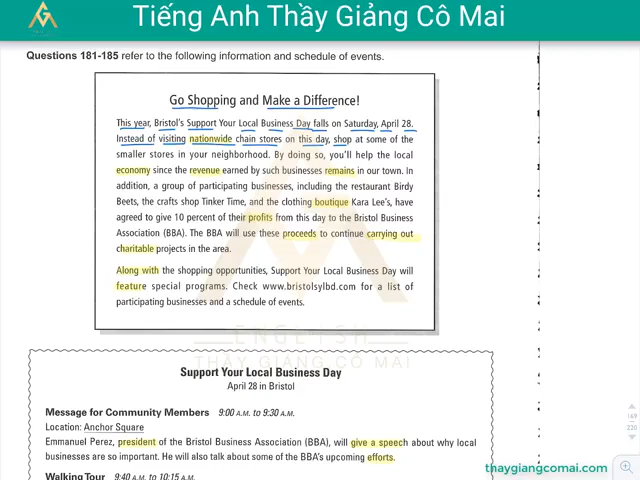 Tiếng Anh Thầy Giảng Cô Mai
Questions 181-185 refer to the following information and schedule of events.
Go Shopping and Make a Difference!
This year, Bristol's Support Your Local Business Day falls on Saturday, April 28.
Instead of visiting nationwide chain stores on this day, shop at some of the
smaller stores in your neighborhood. By doing so, you'll help the local
economy since the revenue earned by such businesses remains in our town. In
addition, a group of participating businesses, including the restaurant Birdy
Beets, the crafts shop Tinker Time, and the clothing boutique Kara Lee's, have
agreed to give 10 percent of their profits from this day to the Bristol Business
Association (BBA). The BBA will use these proceeds to continue carrying out
charitable projects in the area.
Along with the shopping opportunities, Support Your Local Business Day will
feature special programs. Check www.bristolsylbd.com for a list of
participating businesses and a schedule of events.
ENGLISH
THẦY GIẢNG CÔ MAI
Support Your Local Business Day
April 28 in Bristol
Message for Community Members 9:00 A.M. to 9:30 A.M.
Location: Anchor Square
Emmanuel Perez, president of the Bristol Business Association (BBA), will give a speech about why local
businesses are so important. He will also talk about some of the BBA's upcoming efforts.
Walking Tour 9:40 A.M. to 10:15 A.M.
169
220
thaygiangcomai.com